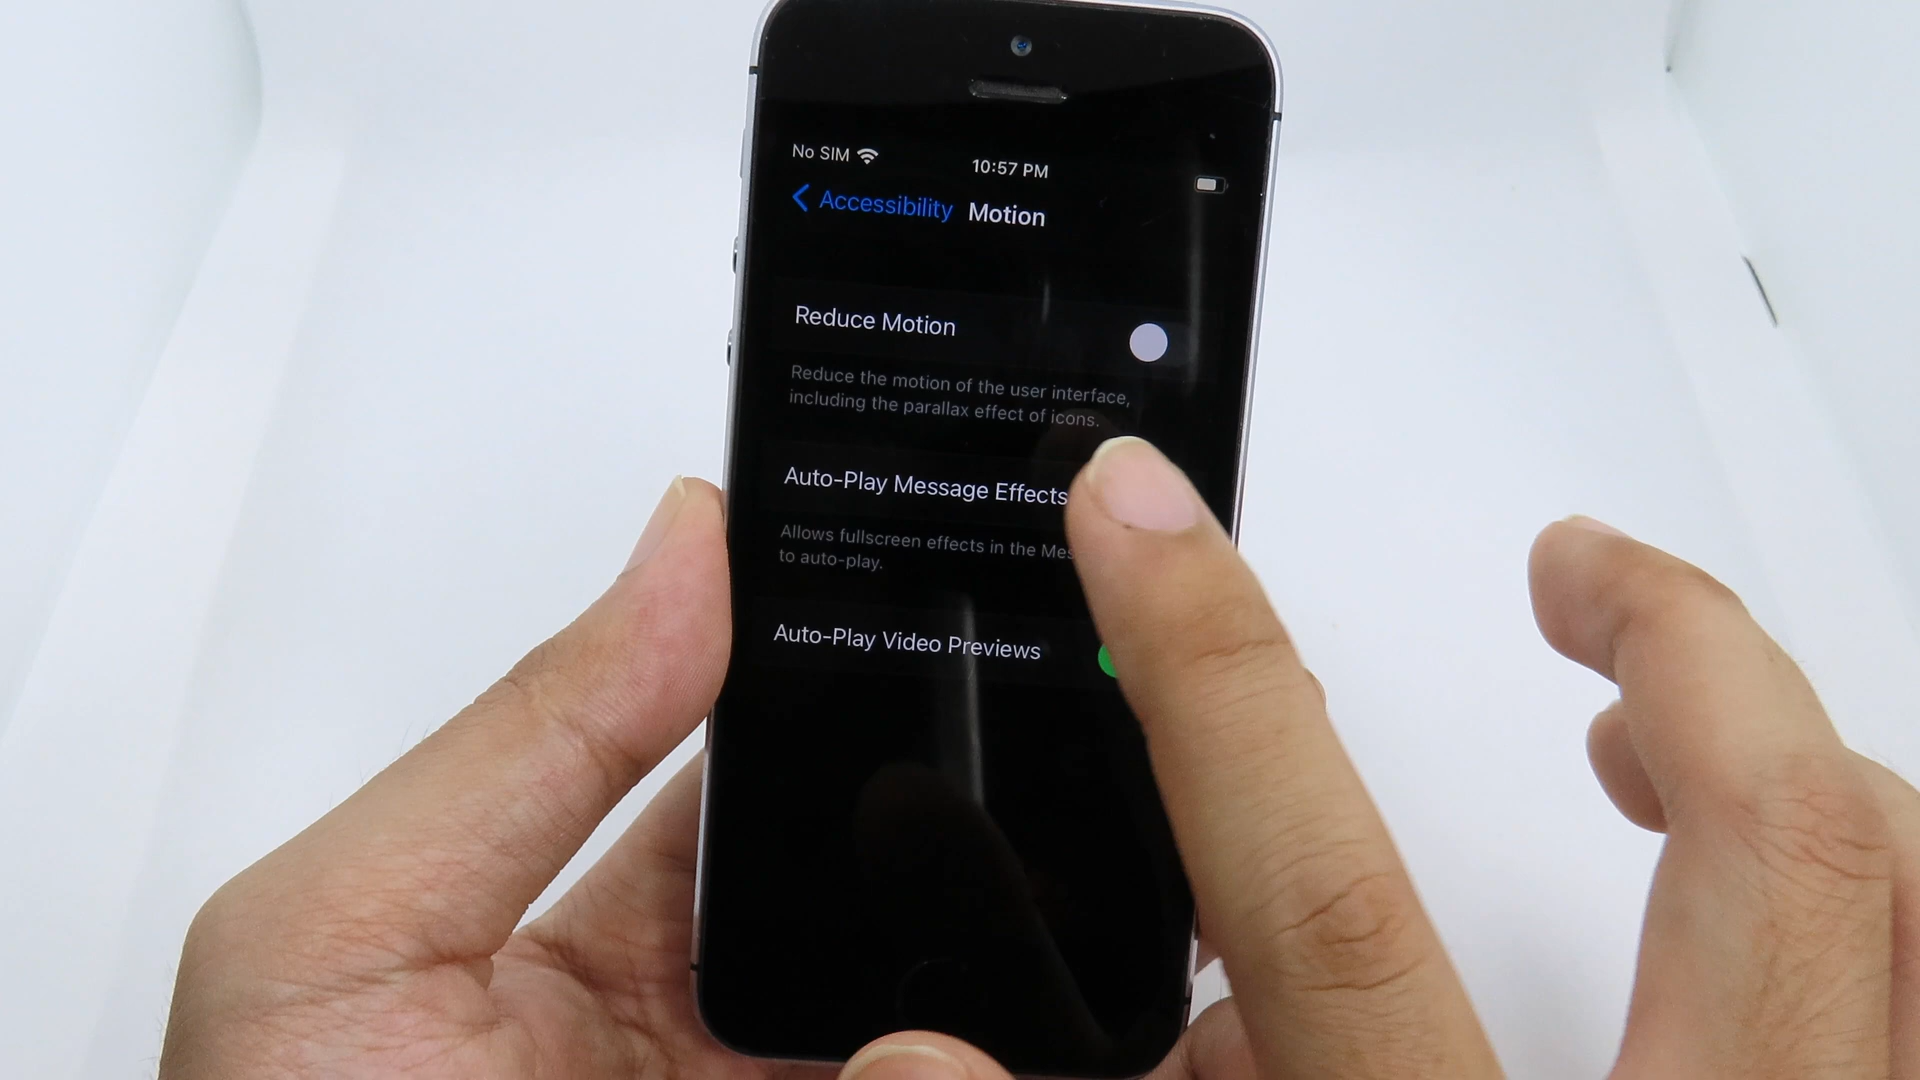 No SIM
10:57 PM
Accessibility
Motion
Reduce Motion
Reduce the motion of the user interface,
including the parallax effect of icons.
Auto-Play Message Effects
Allows fullscreen effects in the
to auto-play.
Auto-Play Video Previews